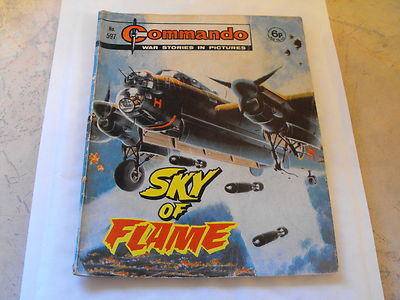 No.
597
Commando
WAR STORIES IN PICTURES
6p
H
SKY
OF
FLAME